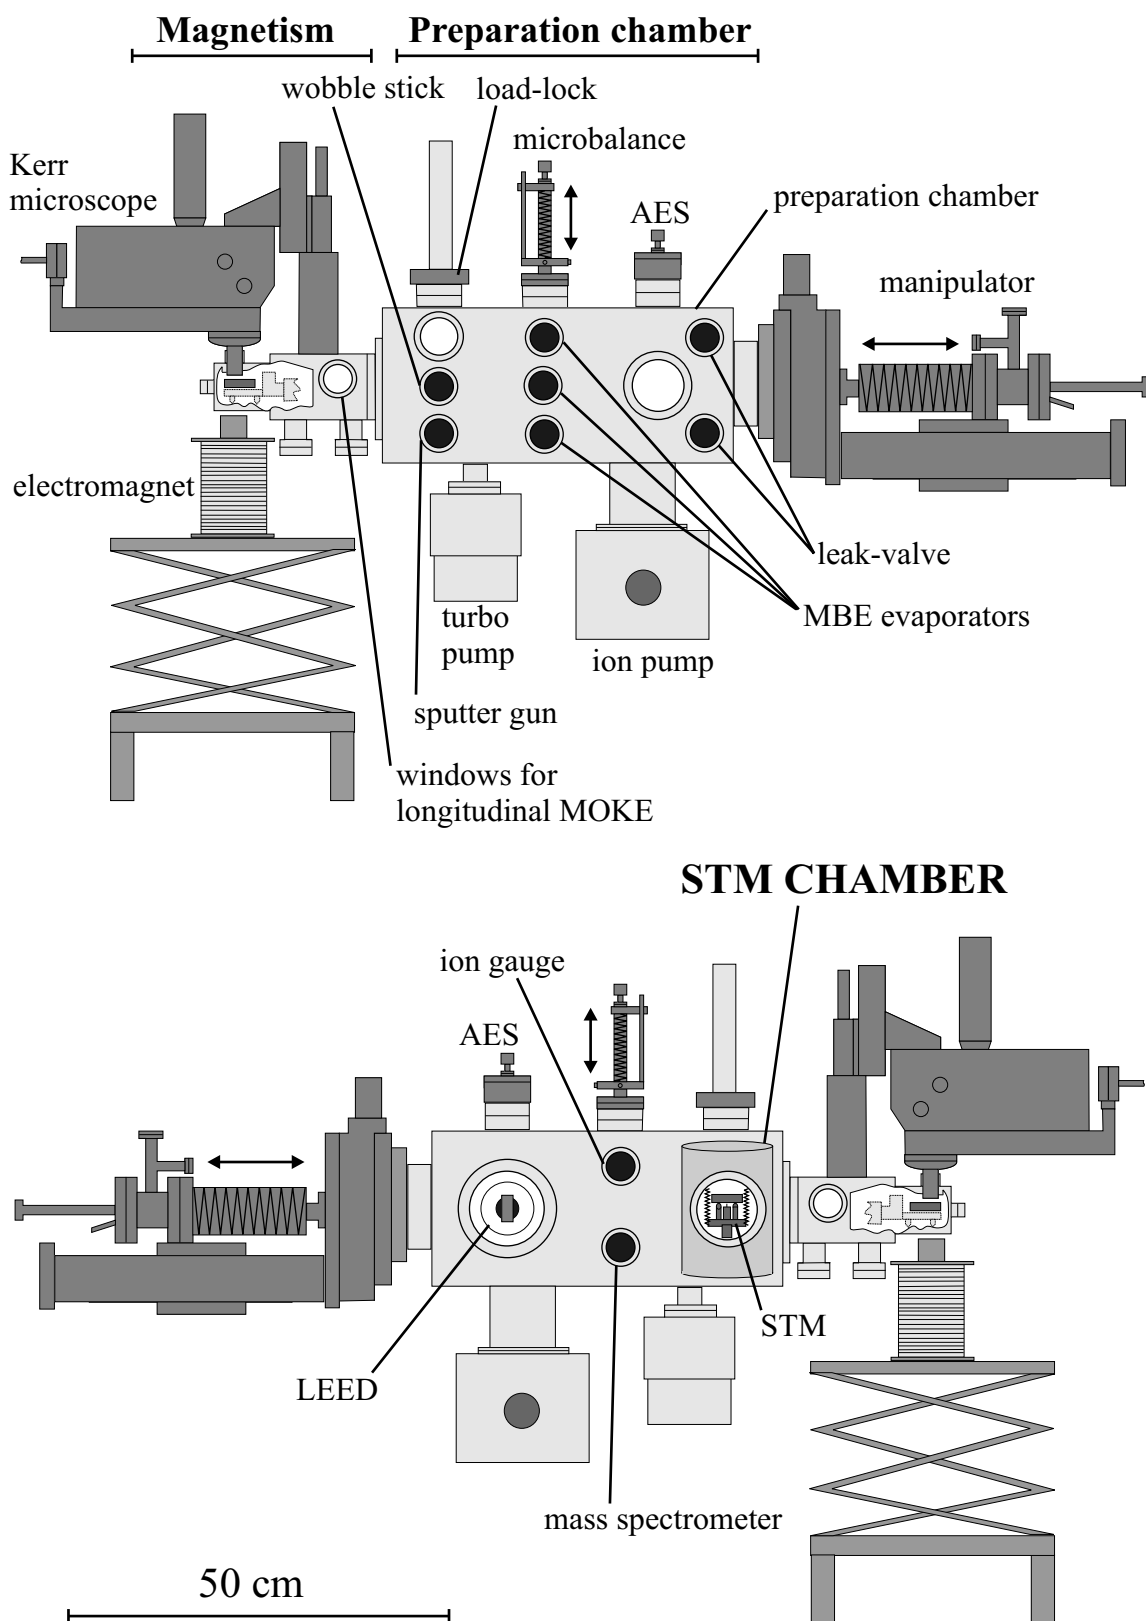 Magnetism
Preparation chamber
wobble stick
load-lock
microbalance
Kerr
microscope
AES
preparation chamber
manipulator
electromagnet
leak-valve
MBE evaporators
turbo
pump
ion pump
sputter gun
windows for
longitudinal MOKE
STM CHAMBER
ion gauge
AES
STM
LEED
mass spectrometer
50 cm